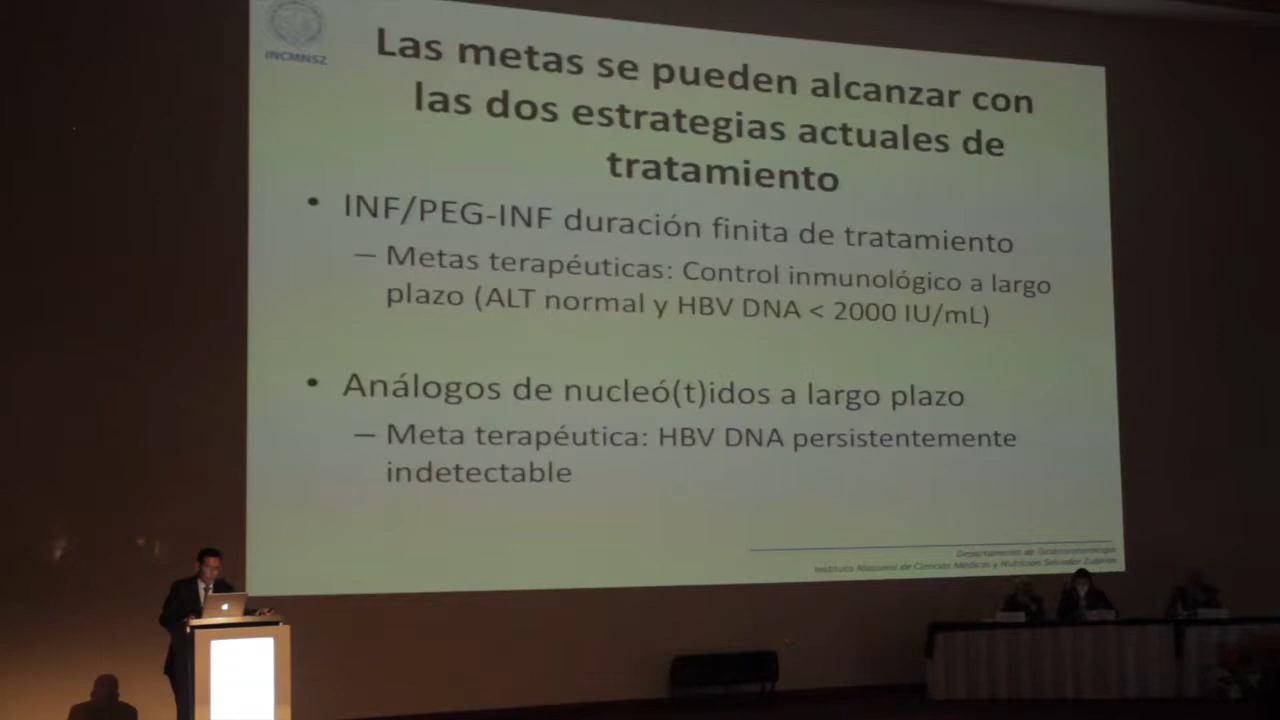 INCMNSZ
Las metas se pueden alcanzar con
las dos estrategias actuales de
tratamiento
• INF/PEG-INF duración finita de tratamiento
– Metas terapéuticas: Control inmunológico a largo
plazo (ALT normal y HBV DNA < 2000 IU/mL)
• Análogos de nucleó(t)idos a largo plazo
– Meta terapéutica: HBV DNA persistentemente
indetectable
Departamento de Gastroenterología
Instituto Nacional de Ciencias Médicas y Nutrición Salvador Zubirán